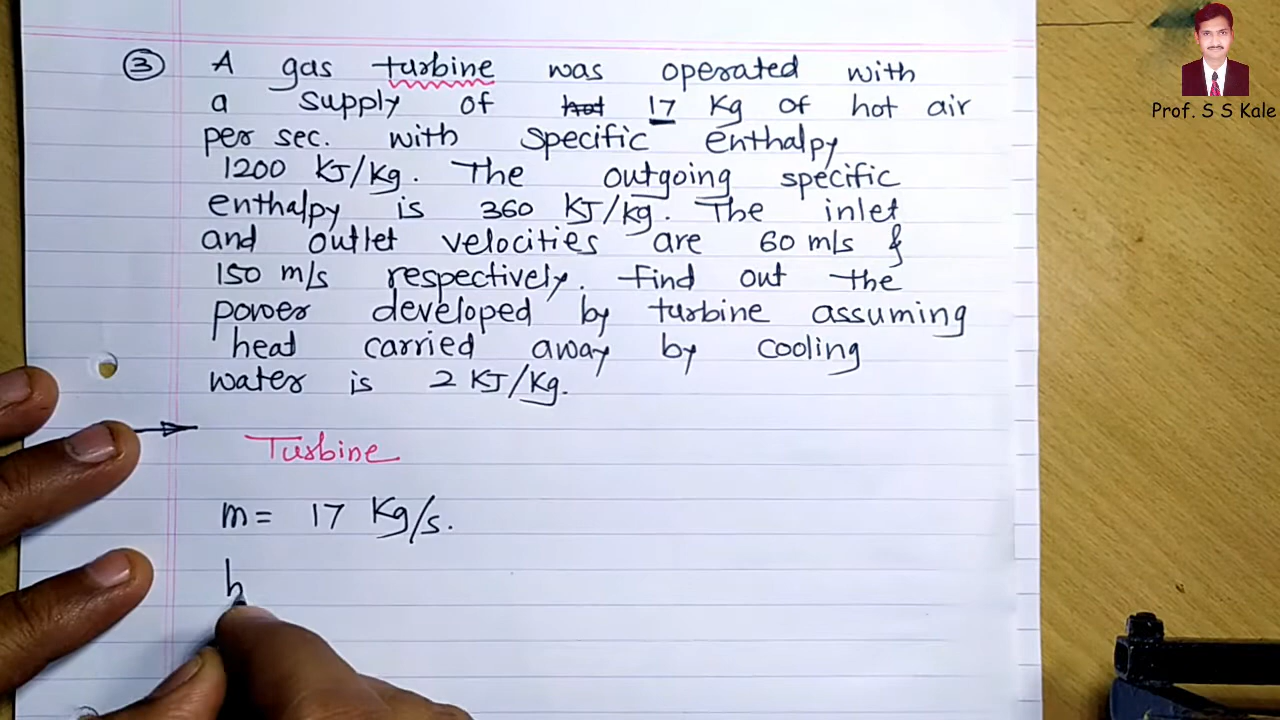 ③ A gas turbine was operated with
a supply of hot 17 Kg of hot air
per sec. with specific enthalpy
1200 KJ/Kg. The outgoing specific
enthalpy is 360 KJ/Kg. The inlet
and outlet velocities are 60 m/s &
150 m/s respectively. Find out the
power developed by turbine assuming
heat carried away by cooling
water is 2 KJ/Kg.
Turbine
m = 17 Kg/s.
h
Prof. S S Kale